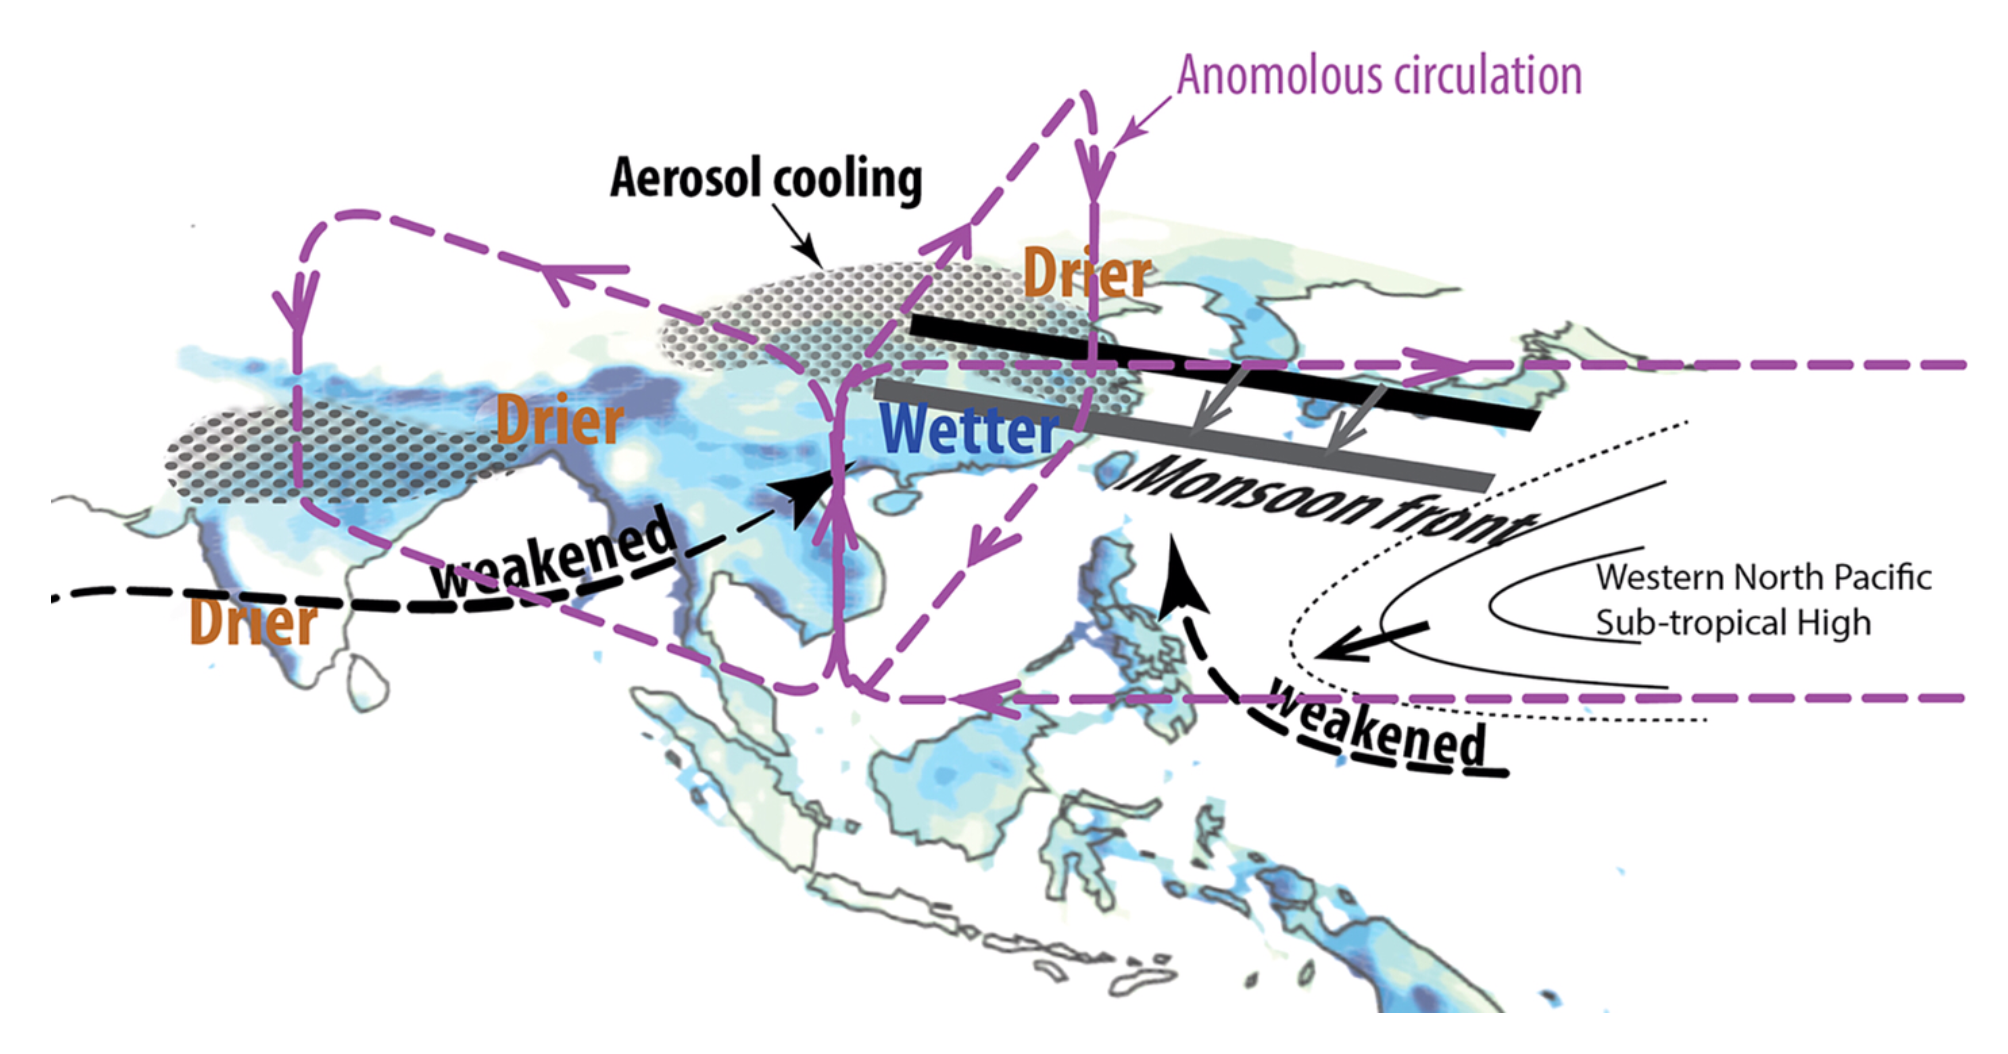 Anomolous circulation
Aerosol cooling
Drier
Drier
Wetter
Monsoon front
weakened
Drier
Western North Pacific
Sub-tropical High
weakened